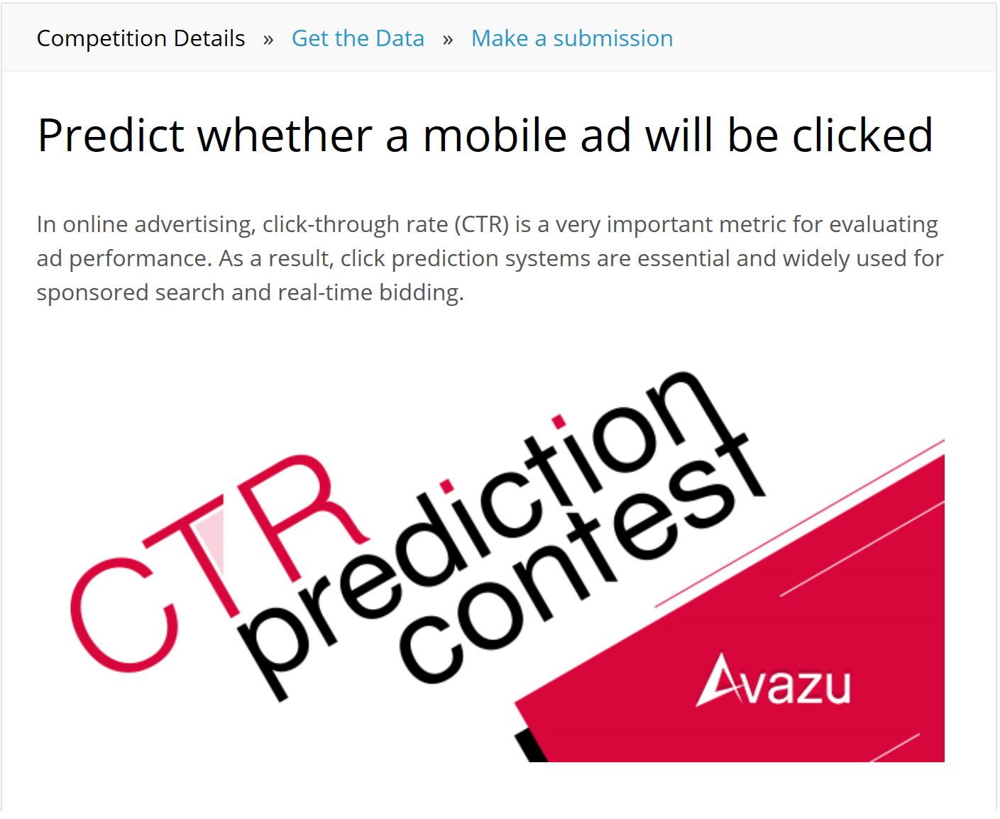 Competition Details » Get the Data » Make a submission
Predict whether a mobile ad will be clicked
In online advertising, click-through rate (CTR) is a very important metric for evaluating
ad performance. As a result, click prediction systems are essential and widely used for
sponsored search and real-time bidding.
CTR
prediction
contest
Avazu